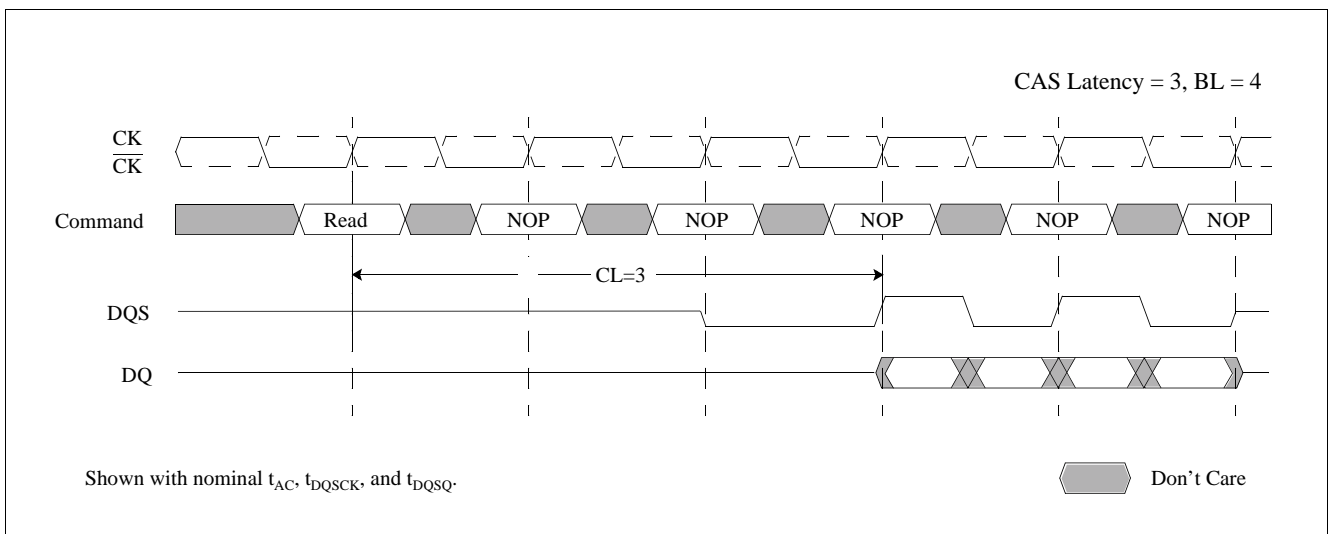 CAS Latency = 3, BL = 4
CK
CK
Command
Read
NOP
NOP
NOP
NOP
NOP
CL=3
DQS
DQ
Shown with nominal tAC, tDQSCK, and tDQSQ.
Don't Care